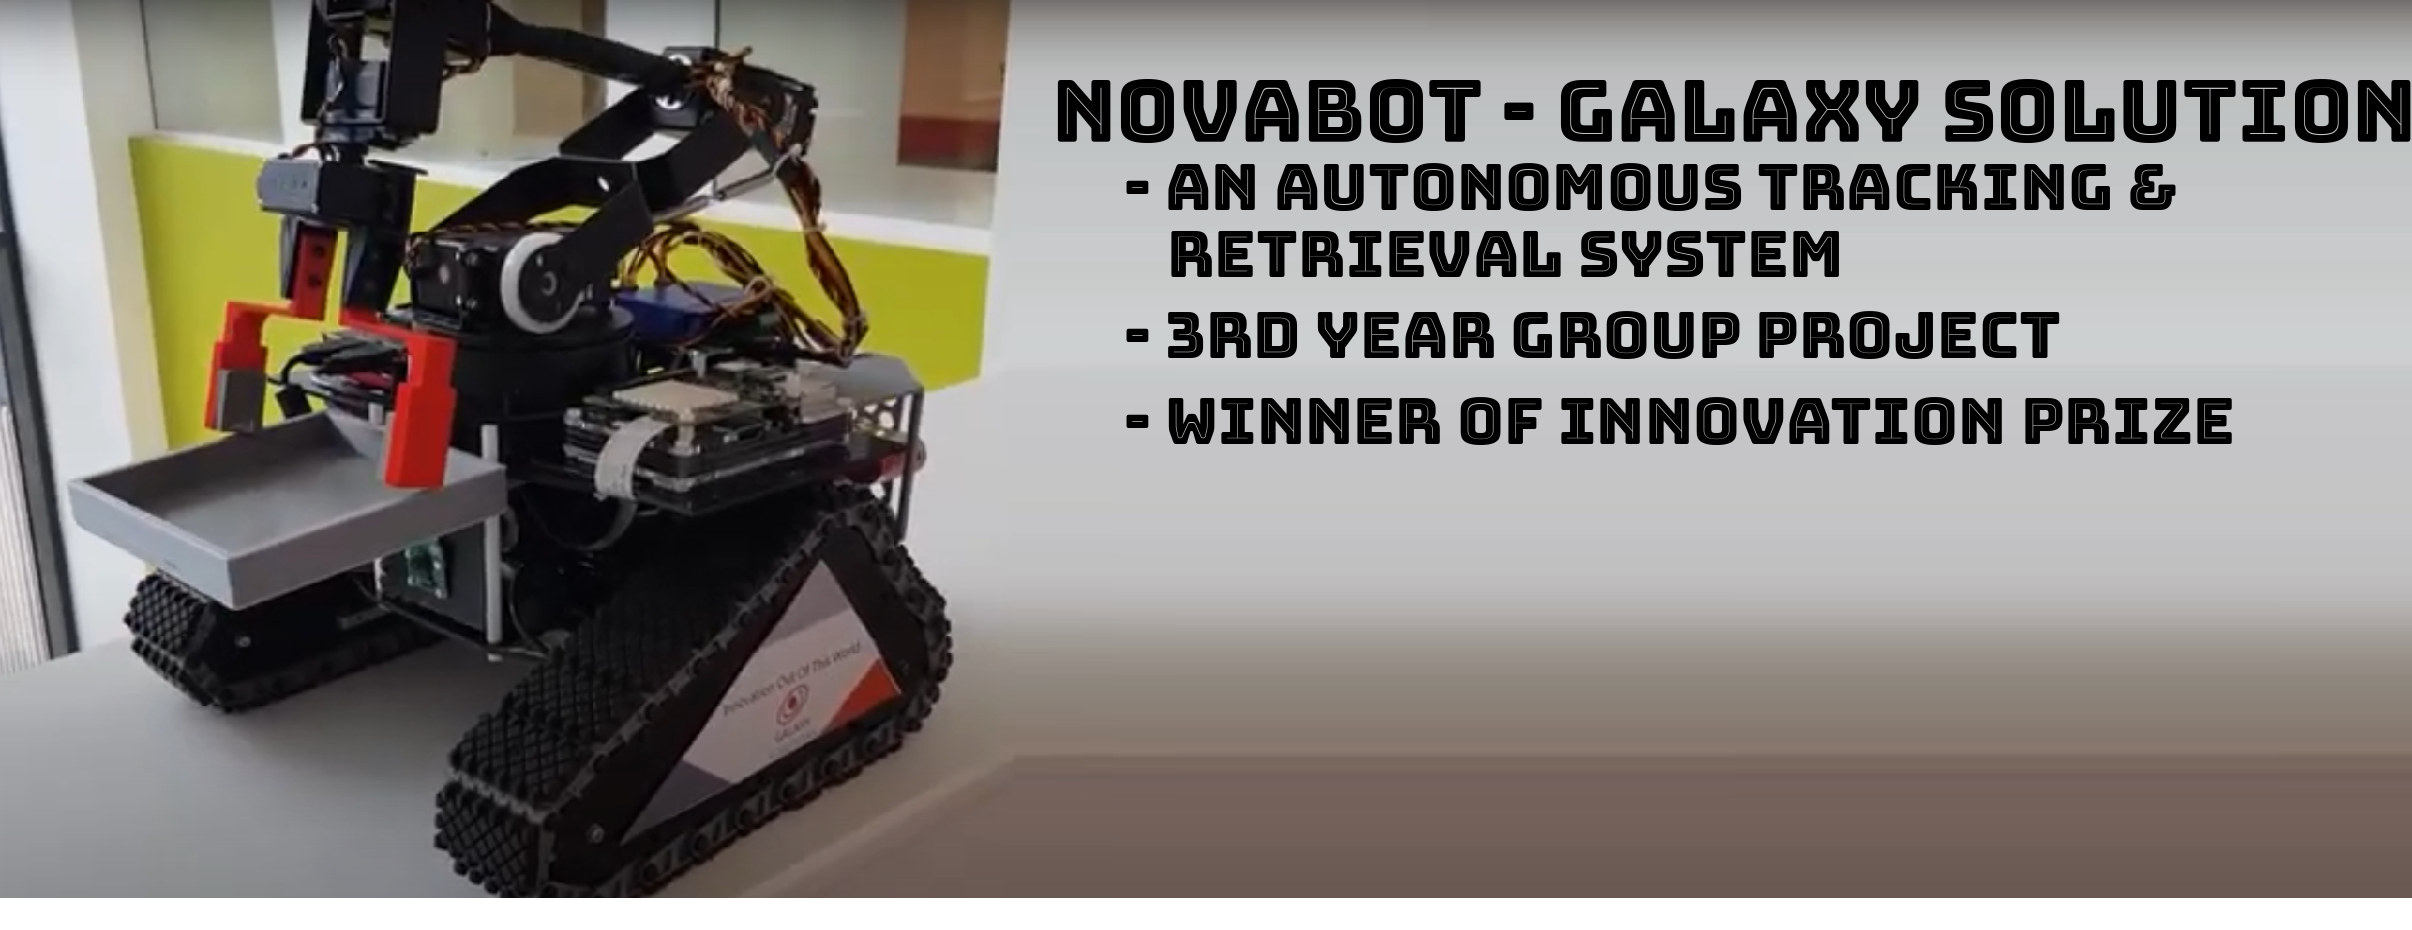 NOVABOT - GALAXY SOLUTION
- AN AUTONOMOUS TRACKING &
RETRIEVAL SYSTEM
- 3RD YEAR GROUP PROJECT
- WINNER OF INNOVATION PRIZE
Innovation Out Of This World
GALAXY